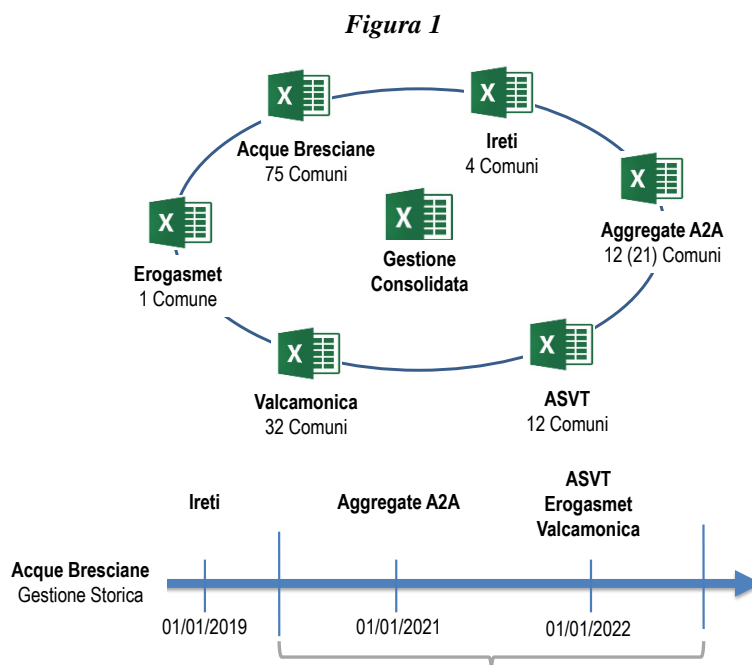 Figura 1
Acque Bresciane
75 Comuni
Ireti
4 Comuni
Aggregate A2A
12 (21) Comuni
Gestione
Consolidata
Erogasmet
1 Comune
Valcamonica
32 Comuni
ASVT
12 Comuni
Ireti
Aggregate A2A
ASVT
Erogasmet
Valcamonica
Acque Bresciane
Gestione Storica
01/01/2019
01/01/2021
01/01/2022